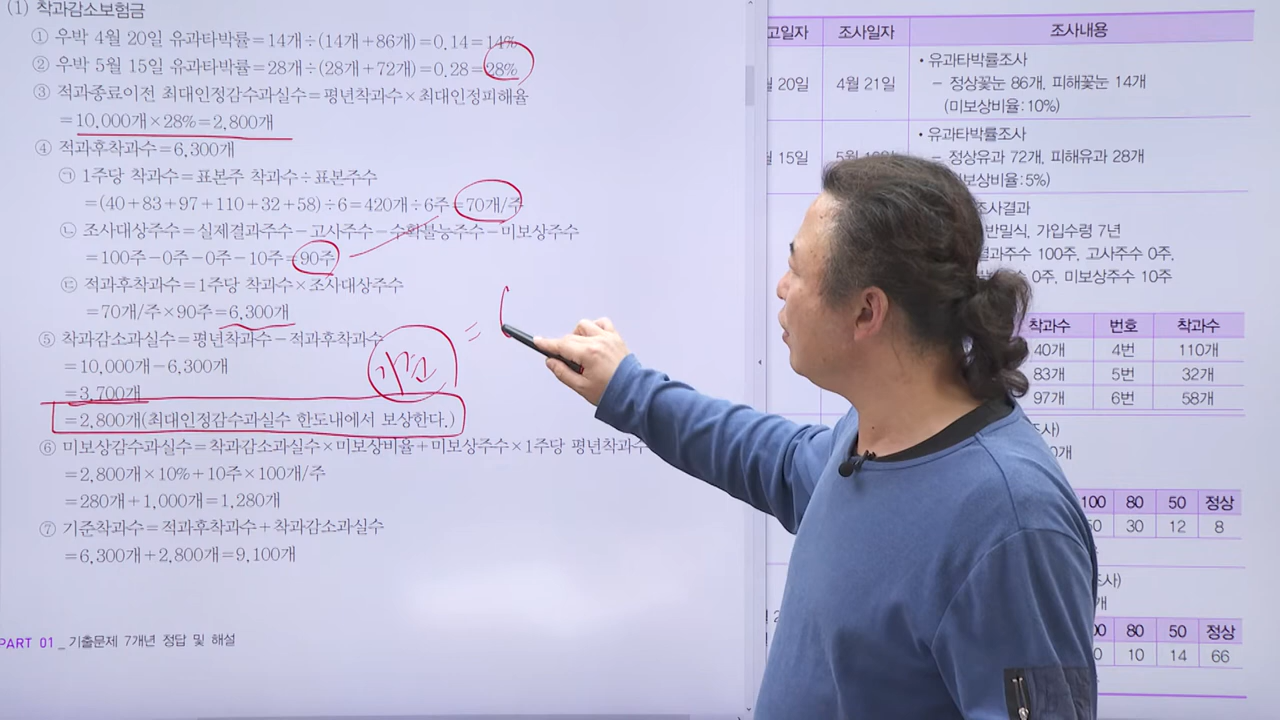 (1) 착과감소보험금
① 우박 4월 20일 유과타박률=14개÷(14개+86개)=0.14=14%
② 우박 5월 15일 유과타박률=28개÷(28개+72개)=0.28=28%
③ 적과종료이전 최대인정감수과실수=평년착과수×최대인정피해율
=10,000개×28%=2,800개
④ 적과후착과수=6,300개
㉠ 1주당 착과수=표본주 착과수÷표본주수
=(40+83+97+110+32+58)÷6=420개÷6주=70개/주
㉡ 조사대상주수=실제결과주수-고사주수-수확불능주수-미보상주수
=100주-0주-0주-10주=90주
㉢ 적과후착과수=1주당 착과수×조사대상주수
=70개/주×90주=6,300개
⑤ 착과감소과실수=평년착과수-적과후착과수
=10,000개-6,300개
=3,700개
=2,800개(최대인정감수과실수 한도내에서 보상한다.)
⑥ 미보상감수과실수=착과감소과실수×미보상비율+미보상주수×1주당 평년착과수
=2,800개×10%+10주×100개/주
=280개+1,000개=1,280개
⑦ 기준착과수=적과후착과수+착과감소과실수
=6,300개+2,800개=9,100개
PART 01 _ 기출문제 7개년 정답 및 해설
고일자 조사일자 조사내용
20일 4월 21일
• 유과타박률조사
- 정상꽃눈 86개, 피해꽃눈 14개
(미보상비율:10%)
월 15일
• 유과타박률조사
- 정상유과 72개, 피해유과 28개
보상비율:5%)
조사결과
반밀식, 가입수령 7년
결과주수 100주, 고사주수 0주,
0주, 미보상주수 10주
착과수 번호 착과수
40개 4번 110개
83개 5번 32개
97개 6번 58개
100 80 50 정상
30 12 8
80 50 정상
0 10 14 66